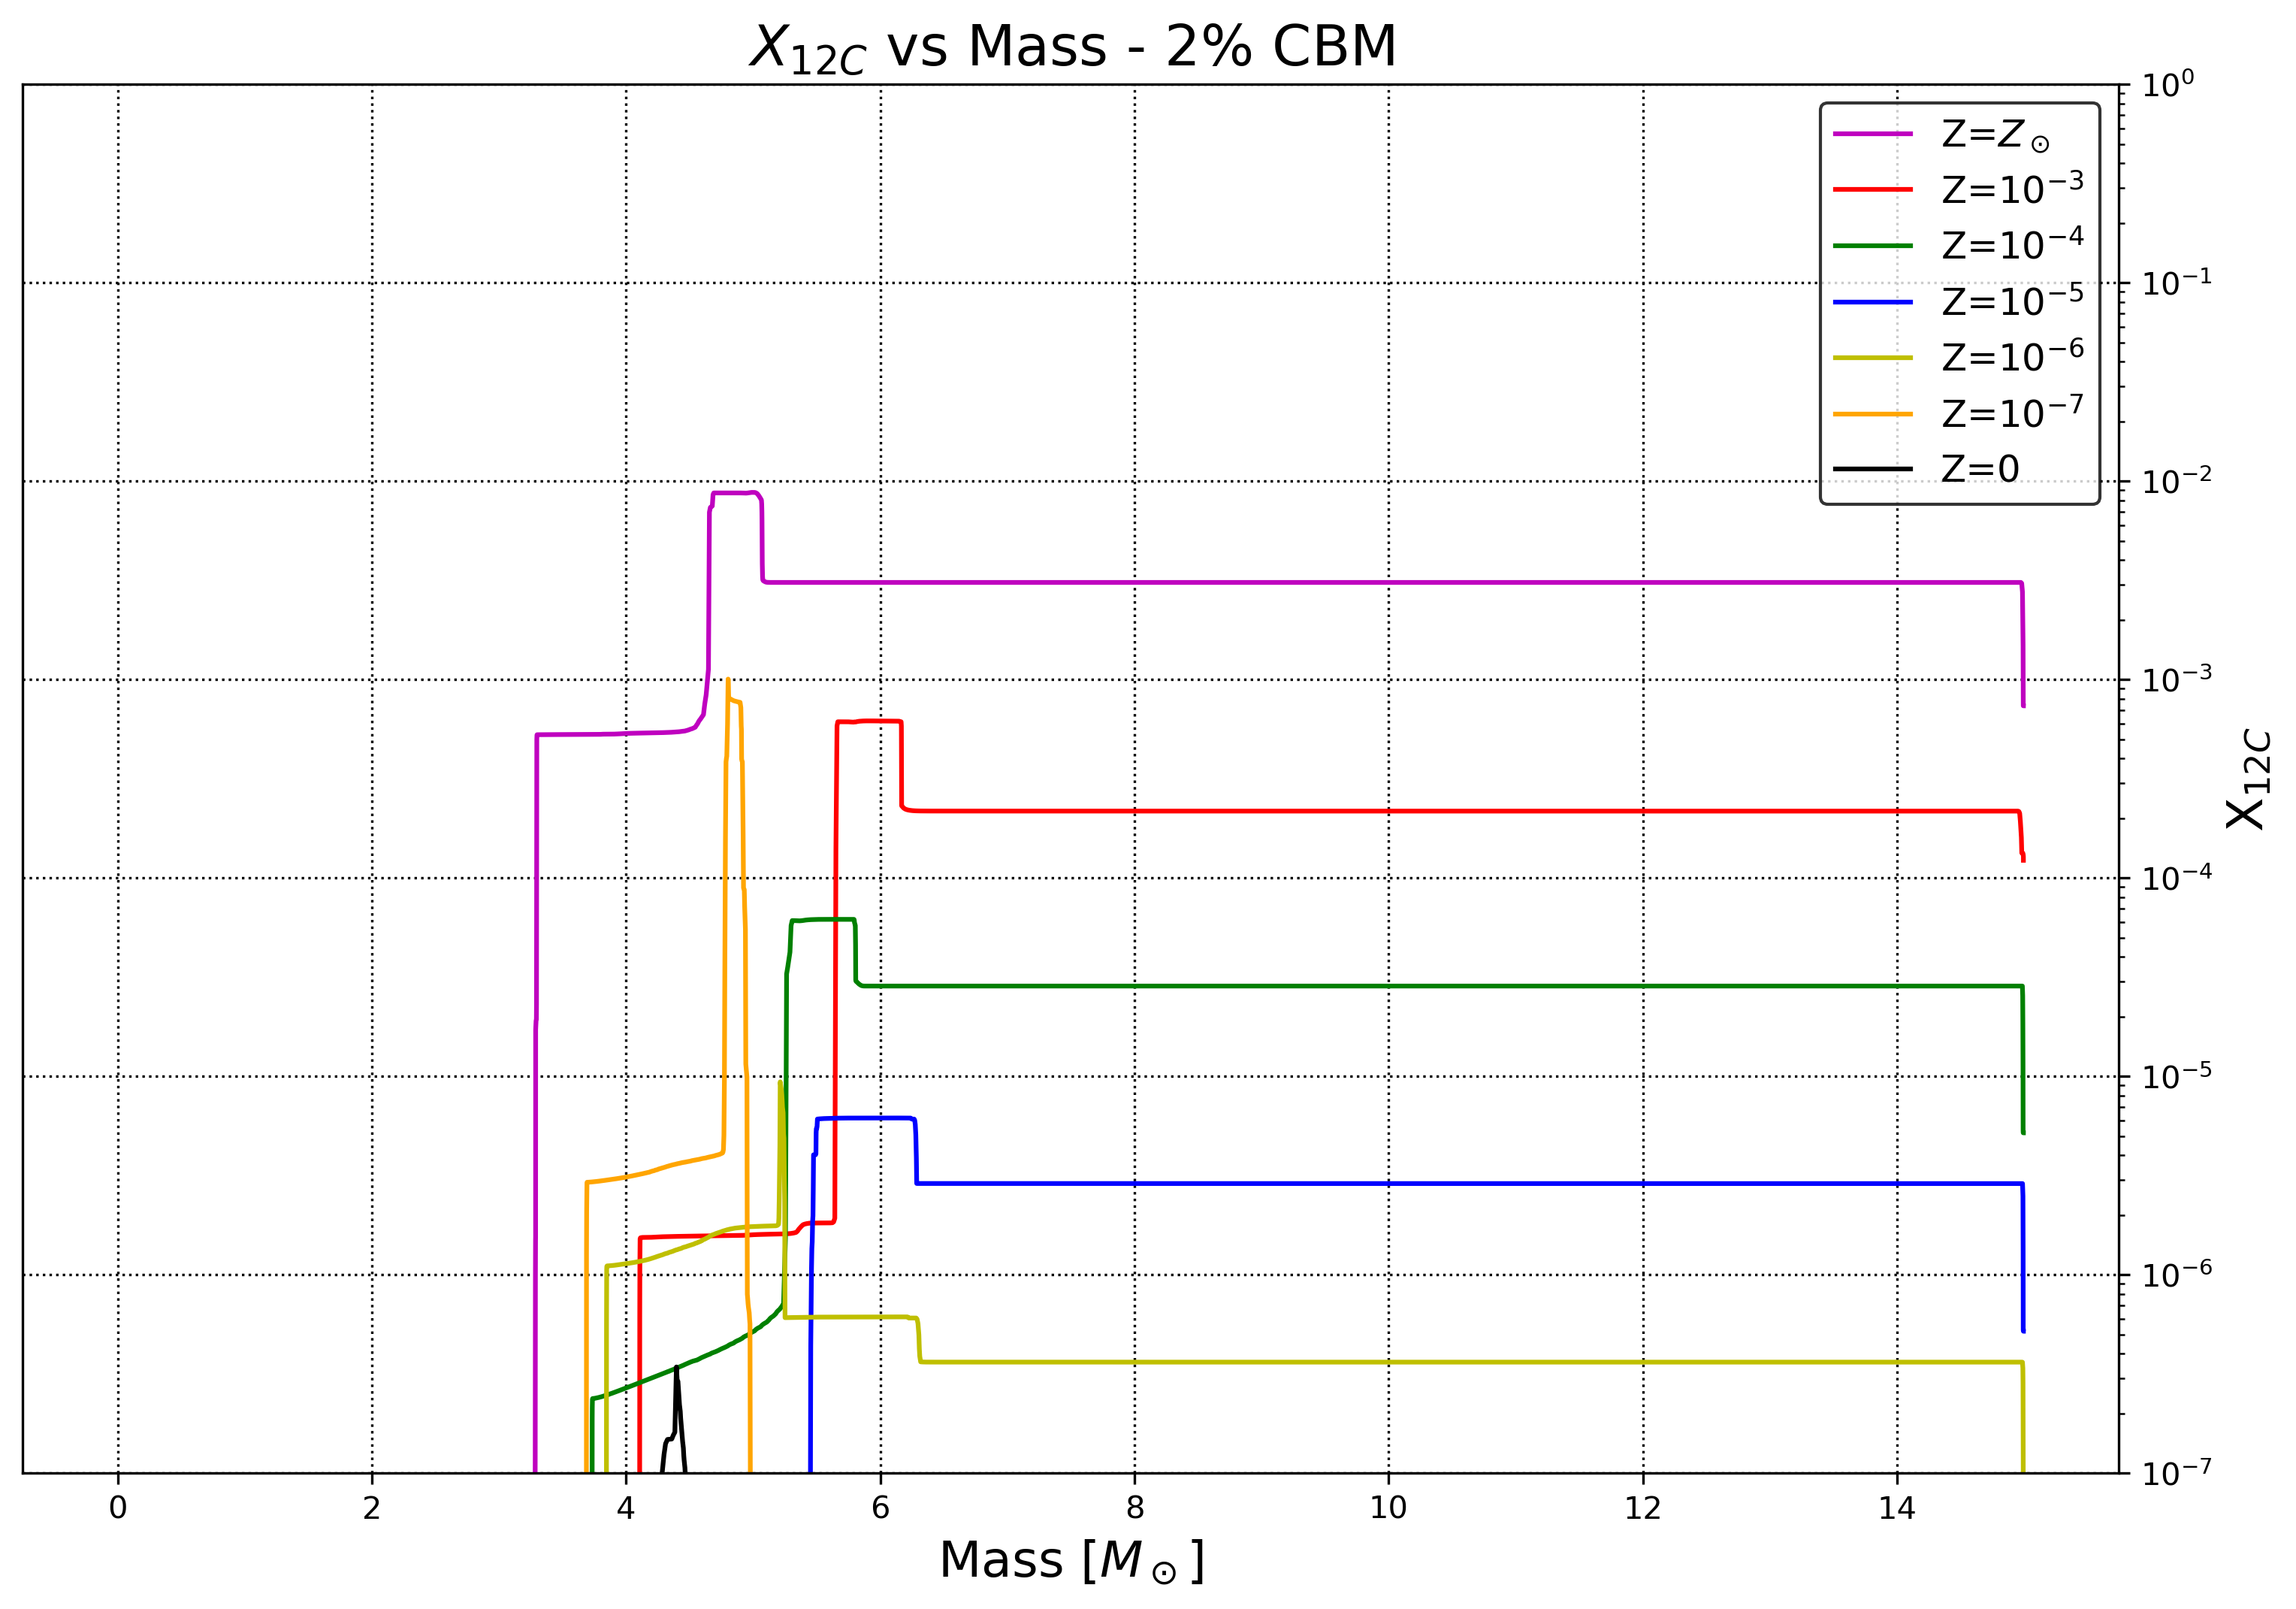 X₁₂C vs Mass - 2% CBM
Z=Z⊙
Z=10⁻³
Z=10⁻⁴
Z=10⁻⁵
Z=10⁻⁶
Z=10⁻⁷
Z=0
10⁰
10⁻¹
10⁻²
10⁻³
10⁻⁴
10⁻⁵
10⁻⁶
10⁻⁷
X₁₂C
0 2 4 6 8 10 12 14
Mass [M⊙]